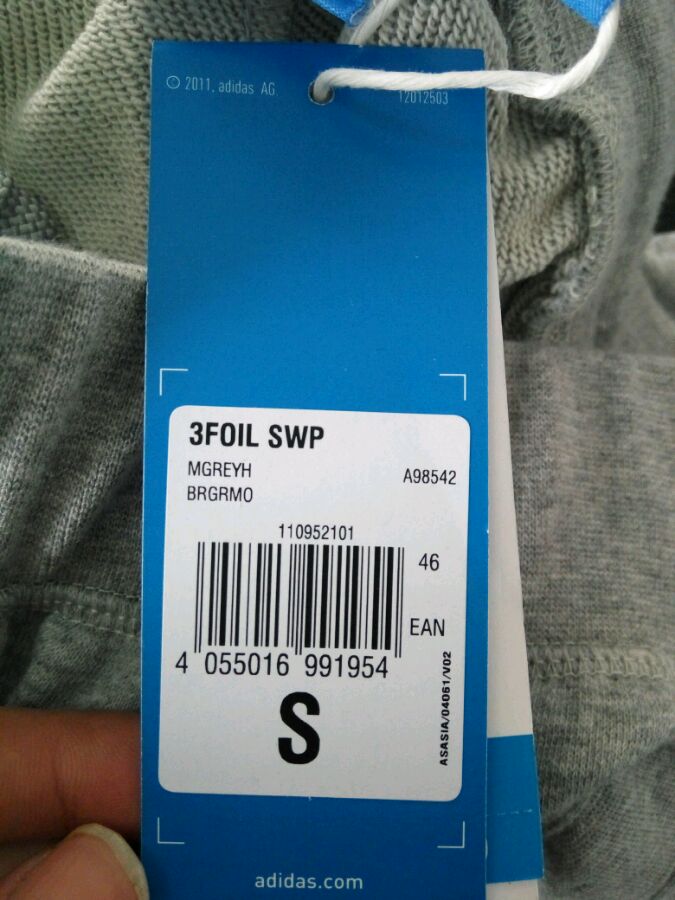 © 2011, adidas AG
12012503
3FOIL SWP
MGREYH
A98542
BRGRMO
110952101
46
EAN
4 055016 991954
ASASIA/04061/V02
S
adidas.com